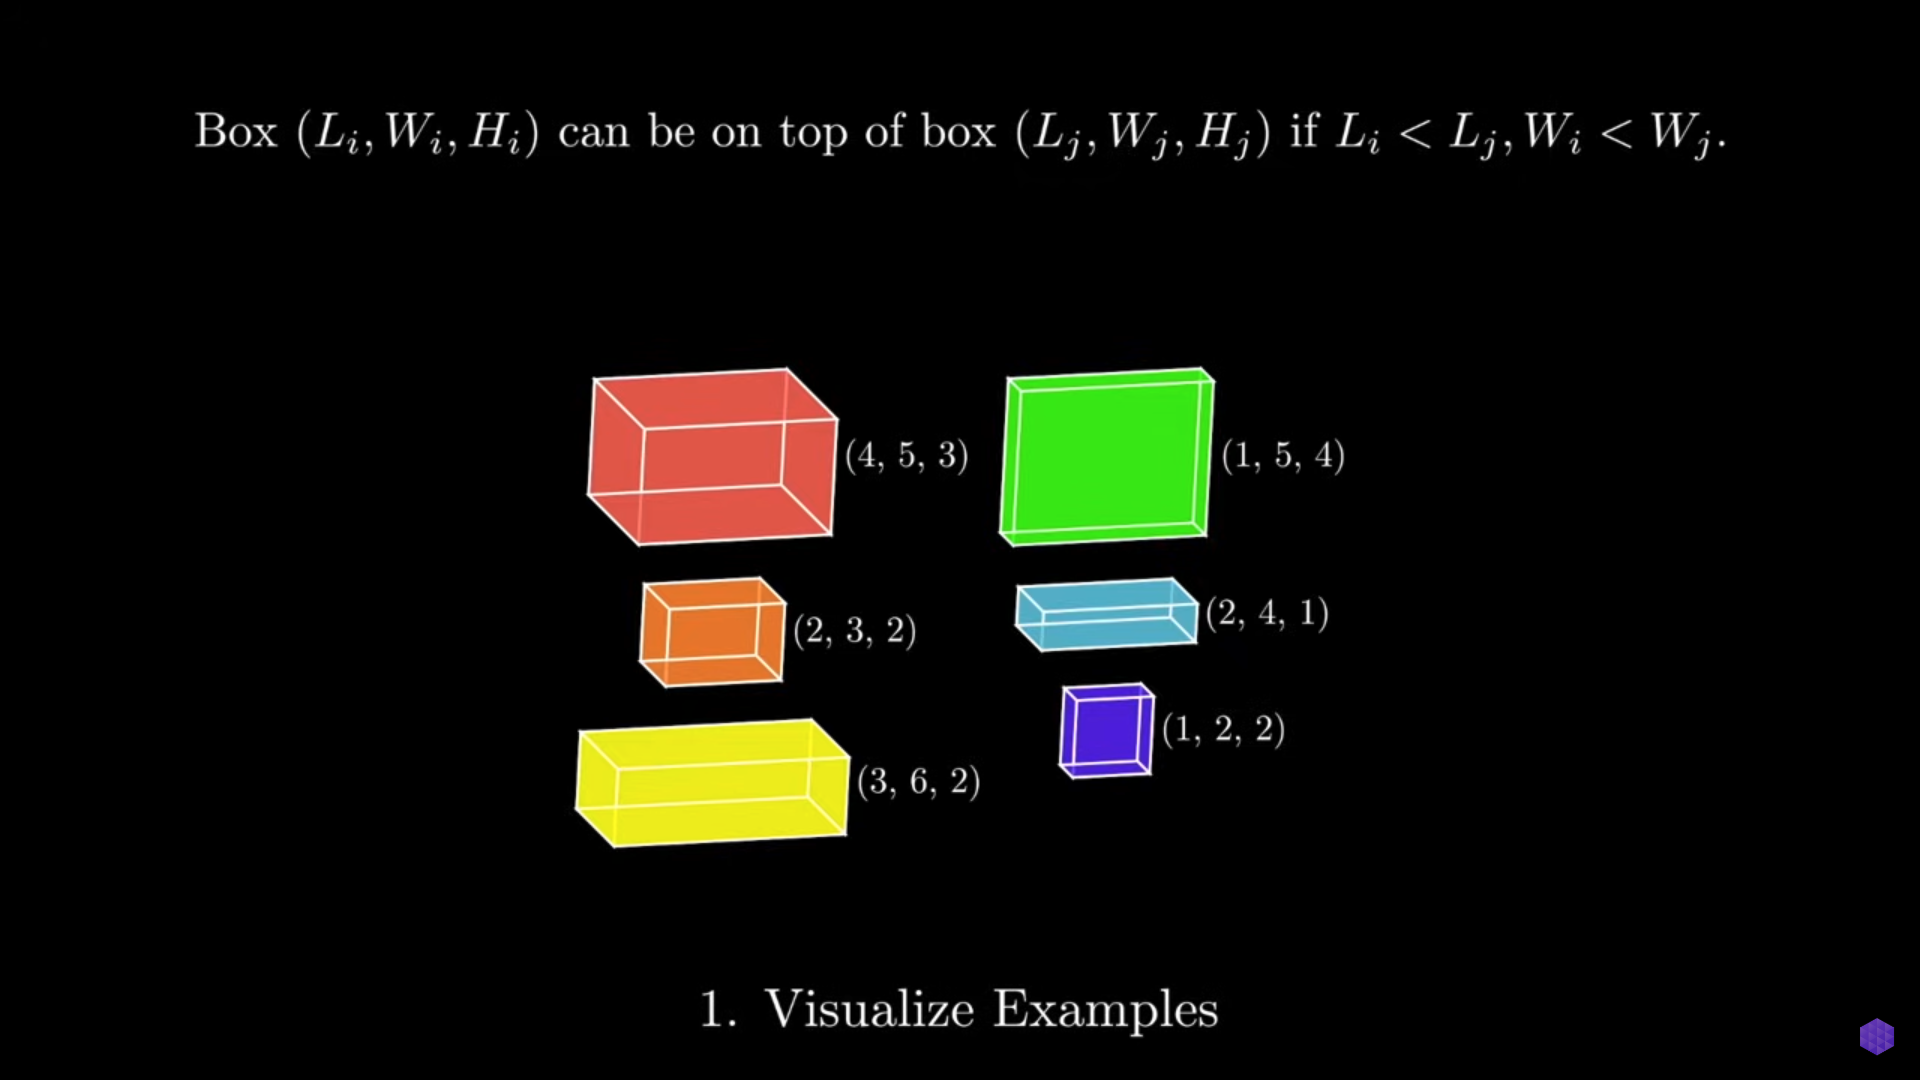 Box (L_i, W_i, H_i) can be on top of box (L_j, W_j, H_j) if L_i < L_j, W_i < W_j.
(4, 5, 3)
(1, 5, 4)
(2, 3, 2)
(2, 4, 1)
(3, 6, 2)
(1, 2, 2)
1. Visualize Examples